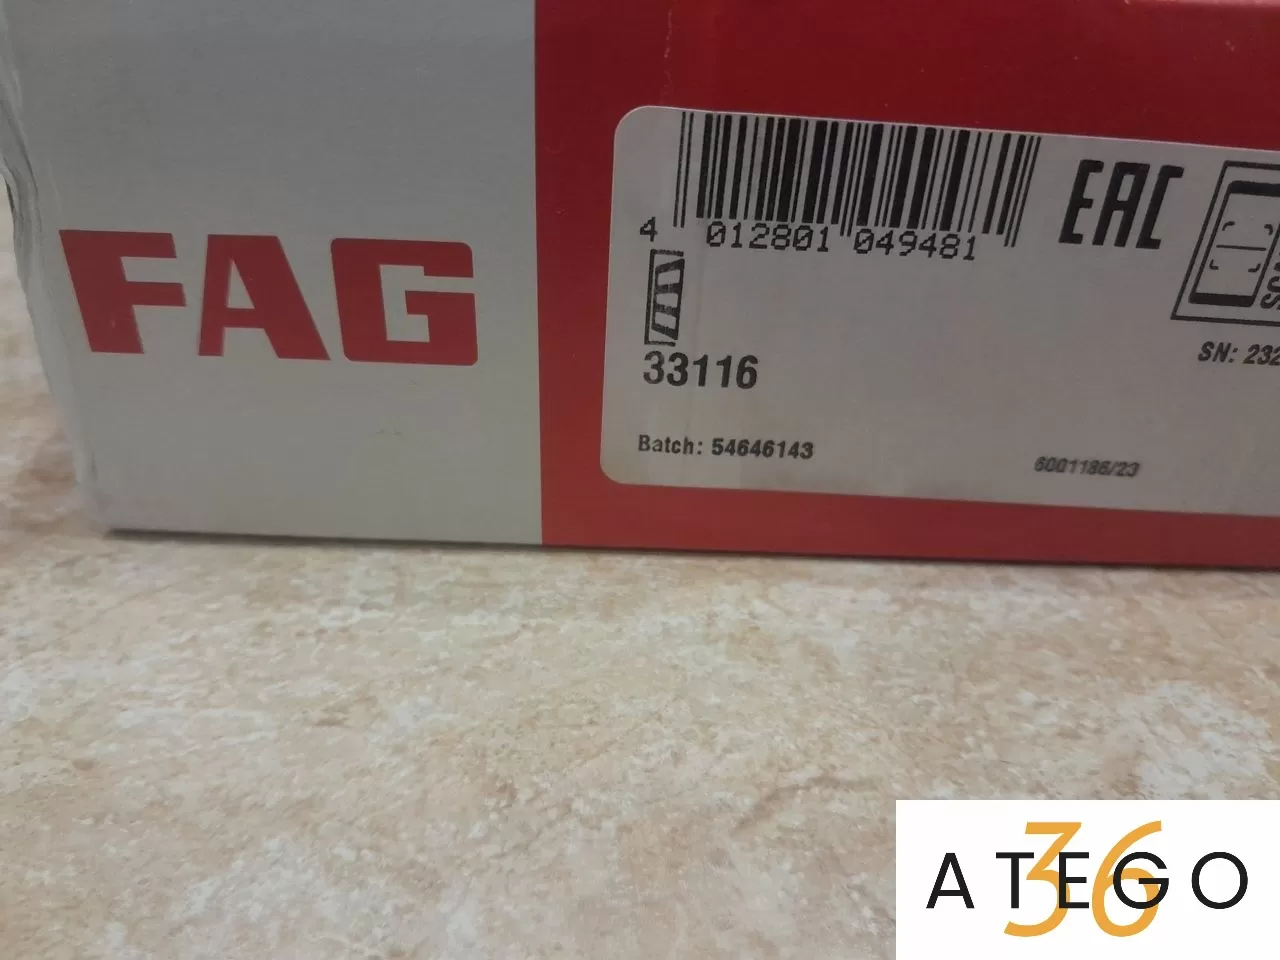 FAG
4 012801 049481
EAC
33116
SN: 232
Batch: 54646143
6001186/23
ATEGO
36